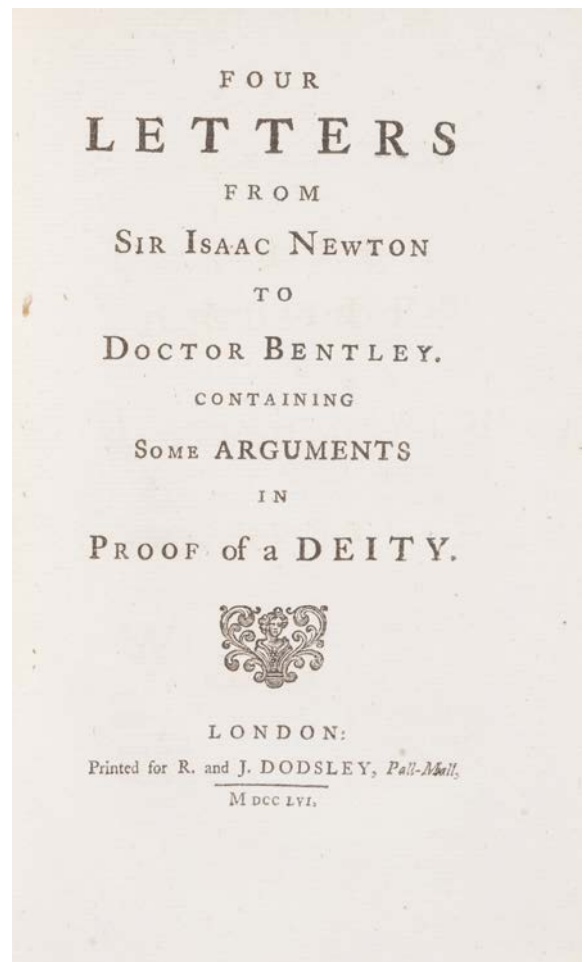 FOUR
LETTERS
FROM
SIR ISAAC NEWTON
TO
DOCTOR BENTLEY.
CONTAINING
SOME ARGUMENTS
IN
PROOF of a DEITY.
LONDON:
Printed for R. and J. DODSLEY, Pall-Mall,
M DCC LVI.